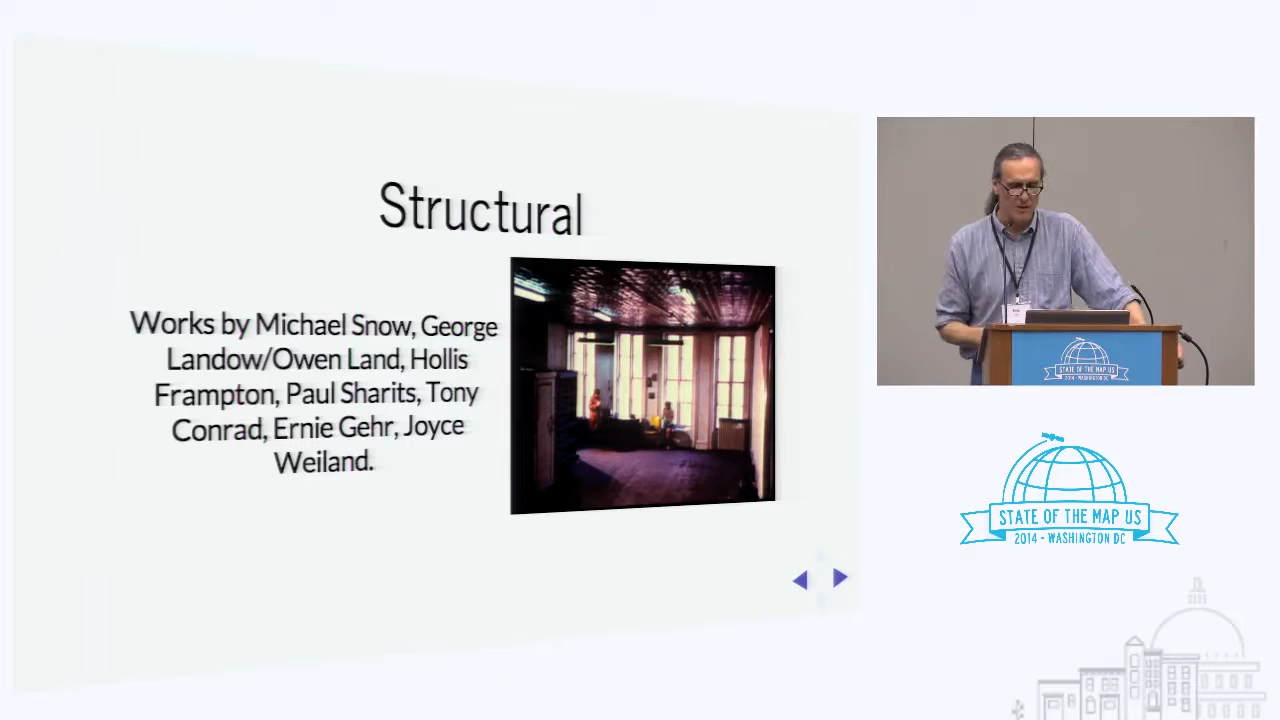 Structural
Works by Michael Snow, George
Landow/Owen Land, Hollis
Frampton, Paul Sharits, Tony
Conrad, Ernie Gehr, Joyce
Weiland.
STATE OF THE MAP US
2014 - WASHINGTON DC
STATE OF THE MAP US
2014 - WASHINGTON DC